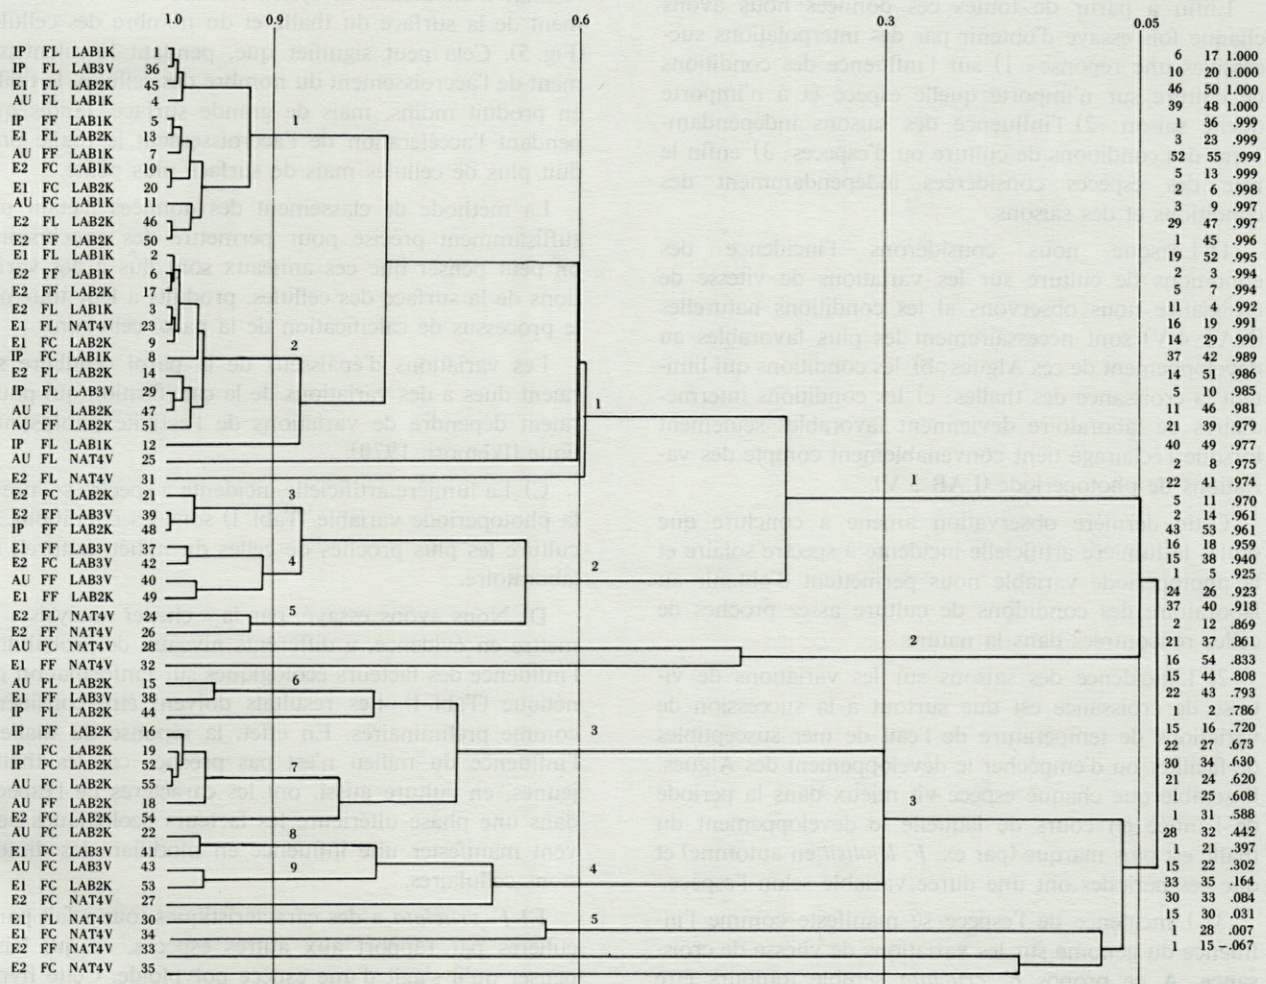 1.0 0.9 0.6 0.3 0.05
IP FL LAB1K 1
IP FL LAB3V 36
E1 FL LAB2K 45
AU FL LAB1K 4
IP FF LAB1K 5
E1 FL LAB2K 13
AU FF LAB1K 7
E2 FF LAB1K 10
E1 FC LAB2K 20
AU FC LAB1K 11
E2 FL LAB2K 46
E2 FF LAB2K 50
E1 FL LAB1K 2
E2 FF LAB1K 6
E2 FF LAB2K 17
E2 FL LAB1K 3
E1 FL NAT4V 23
E1 FC LAB2K 9
IP FC LAB1K 8
E2 FL LAB2K 14
IP FL LAB3V 29
AU FL LAB2K 47
AU FF LAB2K 51
IP FL LAB1K 12
AU FL NAT4V 25
E2 FL NAT4V 31
E2 FC LAB2K 21
E2 FF LAB3V 39
IP FF LAB2K 48
E1 FF LAB3V 37
E2 FC LAB3V 42
AU FF LAB3V 40
E1 FF LAB2K 49
E2 FL NAT4V 24
E2 FF NAT4V 26
AU FC NAT4V 28
E1 FF NAT4V 32
AU FL LAB2K 15
E1 FF LAB3V 38
IP FL LAB2K 44
IP FF LAB2K 16
IP FC LAB2K 19
IP FC LAB2K 52
AU FC LAB2K 55
AU FF LAB2K 18
E2 FC LAB2K 54
AU FC LAB2K 22
E1 FC LAB3V 41
AU FC LAB3V 43
E1 FC LAB2K 53
E2 FC NAT4V 27
E1 FL NAT4V 30
E1 FC NAT4V 34
AU FF NAT4V 33
E2 FC NAT4V 35
2
3
4
5
6
7
8
9
1
2
3
4
5
1
2
3
6 17 1.000
10 20 1.000
46 50 1.000
39 48 1.000
1 36 .999
3 23 .999
52 55 .999
5 13 .999
2 6 .998
3 9 .997
29 47 .997
1 45 .996
19 52 .995
2 3 .994
5 7 .994
11 4 .992
16 19 .991
14 29 .990
37 42 .989
14 51 .986
5 10 .985
11 46 .981
21 39 .979
40 49 .977
2 8 .975
22 41 .974
1 4 .970
2 14 .961
43 53 .961
16 18 .959
15 38 .940
1 5 .925
24 26 .923
37 40 .918
2 12 .869
21 37 .861
16 54 .833
15 44 .808
22 43 .793
1 2 .786
15 16 .720
22 27 .673
30 34 .630
21 24 .620
1 25 .608
1 31 .588
28 32 .442
1 21 .397
15 22 .302
33 35 .164
30 33 .084
15 30 .031
1 28 .007
1 15 -.067